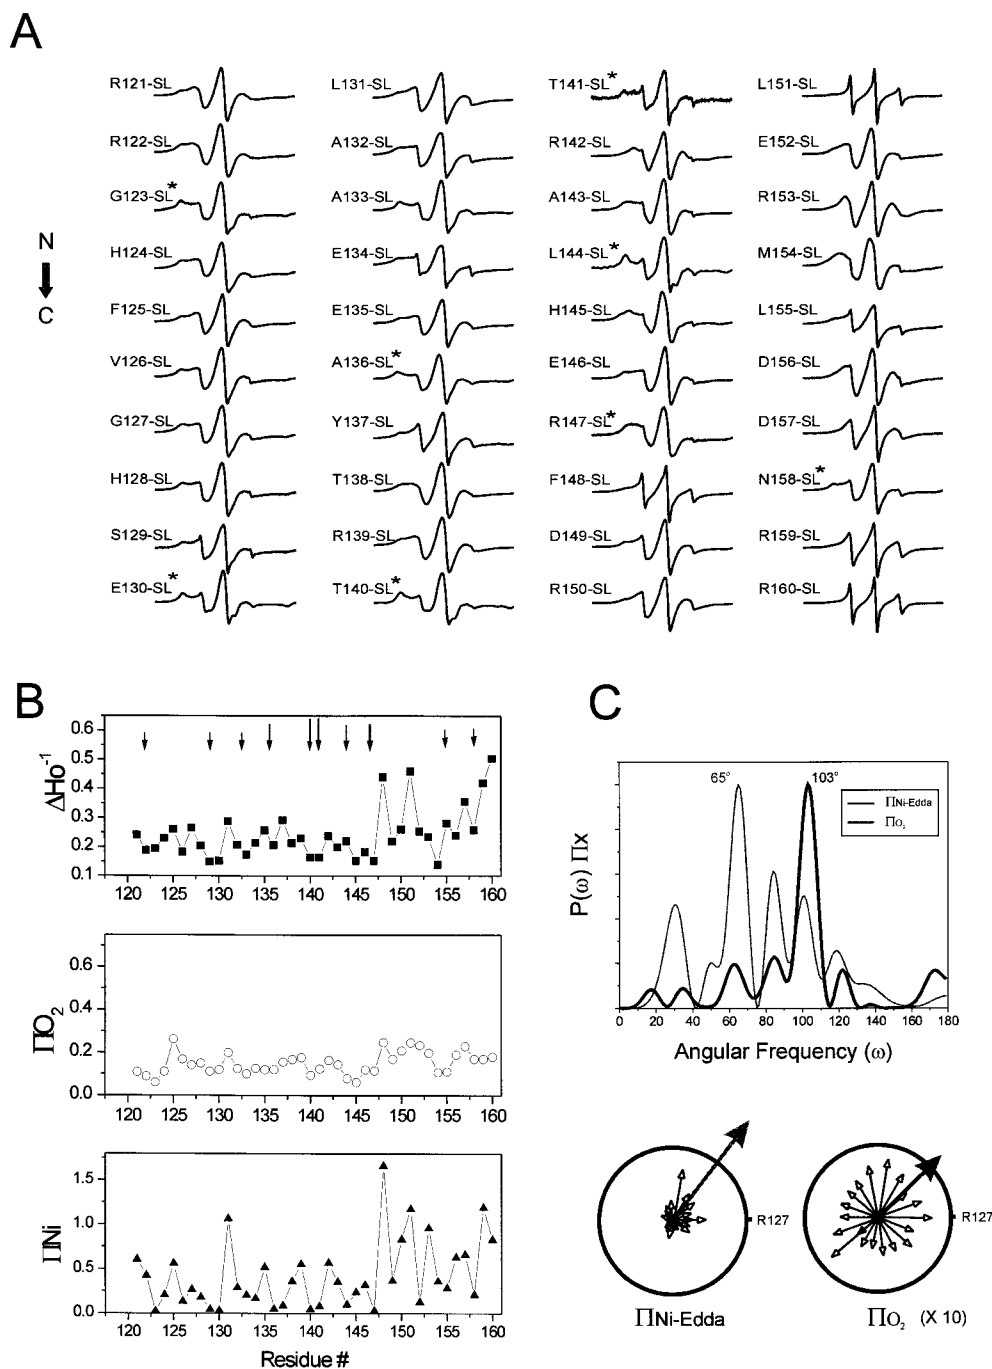 A
R121-SL
R122-SL
G123-SL*
H124-SL
F125-SL
V126-SL
G127-SL
H128-SL
S129-SL
E130-SL*
L131-SL
A132-SL
A133-SL
E134-SL
E135-SL
A136-SL*
Y137-SL
T138-SL
R139-SL
T140-SL*
T141-SL*
R142-SL
A143-SL
L144-SL*
H145-SL
E146-SL
R147-SL*
F148-SL
D149-SL
R150-SL
L151-SL
E152-SL
R153-SL
M154-SL
L155-SL
D156-SL
D157-SL
N158-SL*
R159-SL
R160-SL
N
C
B
ΔHo⁻¹
0.6
0.5
0.4
0.3
0.2
0.1
120 125 130 135 140 145 150 155 160
ΠO₂
0.6
0.4
0.2
0.0
120 125 130 135 140 145 150 155 160
ΠNi
1.5
1.0
0.5
0.0
120 125 130 135 140 145 150 155 160
Residue #
C
65°
103°
ΠNi-Edda
ΠO₂
P(ω) Πx
0 20 40 60 80 100 120 140 160 180
Angular Frequency (ω)
R127
R127
ΠNi-Edda
ΠO₂ (X 10)